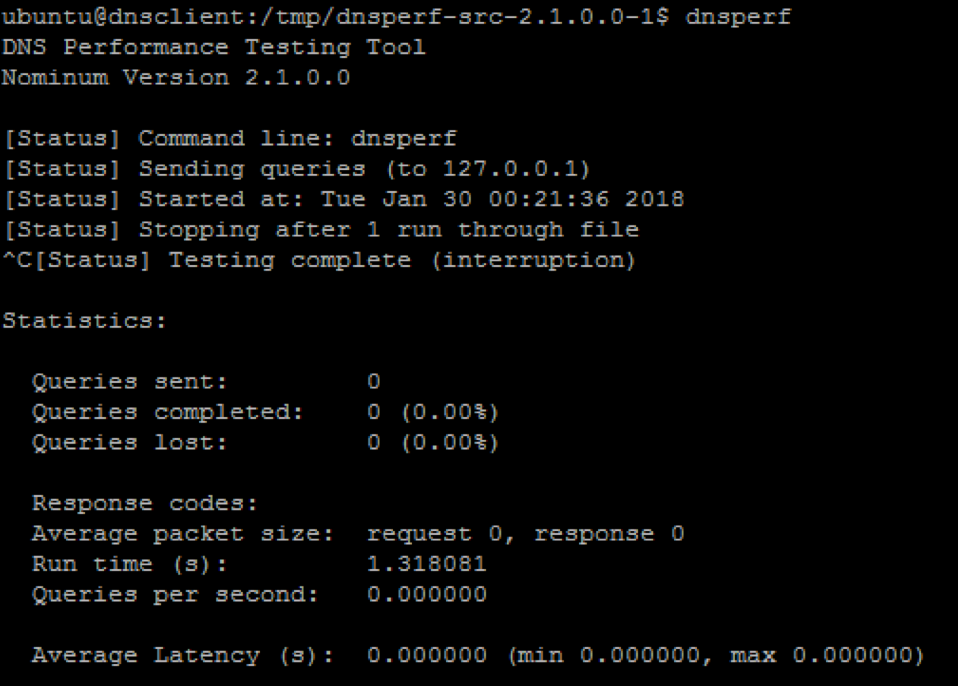 ubuntu@dnsclient:/tmp/dnsperf-src-2.1.0.0-1$ dnsperf
DNS Performance Testing Tool
Nominum Version 2.1.0.0
[Status] Command line: dnsperf
[Status] Sending queries (to 127.0.0.1)
[Status] Started at: Tue Jan 30 00:21:36 2018
[Status] Stopping after 1 run through file
^C[Status] Testing complete (interruption)
Statistics:
Queries sent: 0
Queries completed: 0 (0.00%)
Queries lost: 0 (0.00%)
Response codes:
Average packet size: request 0, response 0
Run time (s): 1.318081
Queries per second: 0.000000
Average Latency (s): 0.000000 (min 0.000000, max 0.000000)